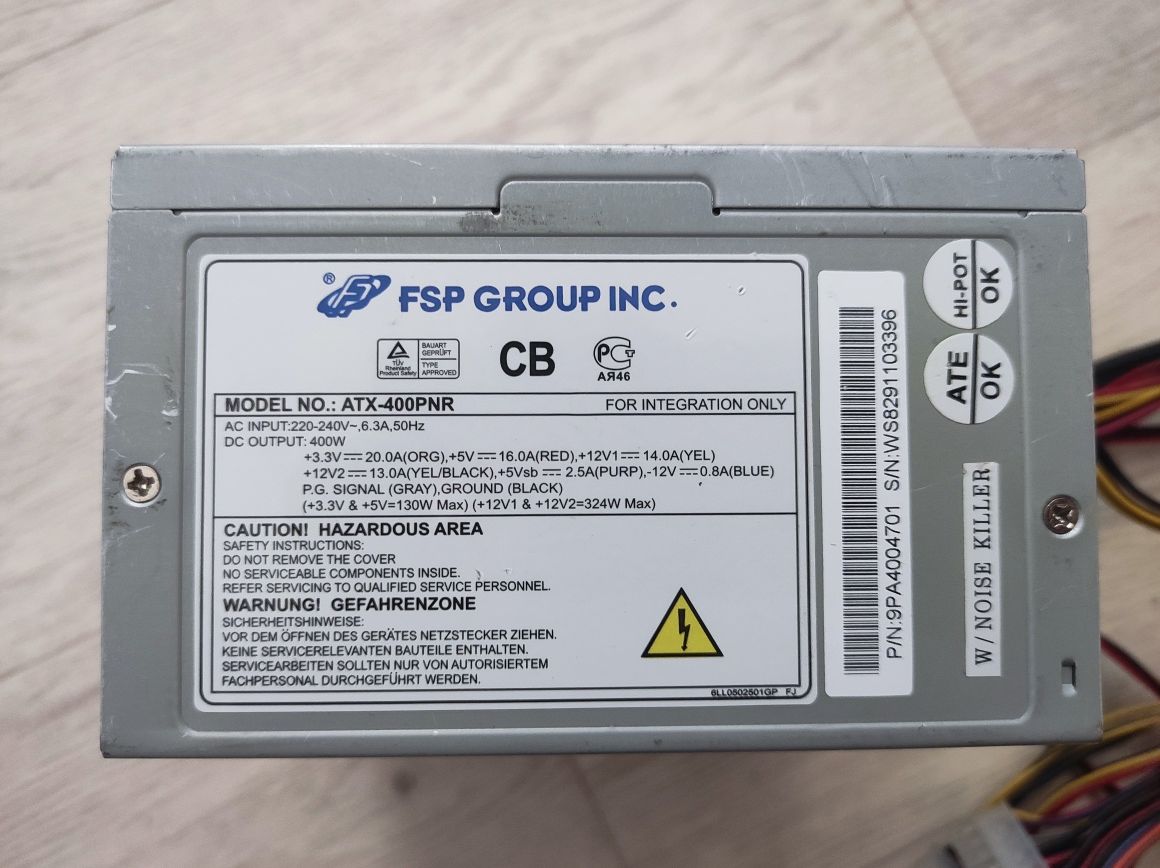 ® FSP GROUP INC.
TÜV
Rheinland
Product Safety
BAUART
GEPRÜFT
TYPE
APPROVED
CB
PCT
АЯ46
MODEL NO.: ATX-400PNR FOR INTEGRATION ONLY
AC INPUT:220-240V~,6.3A,50Hz
DC OUTPUT: 400W
+3.3V⎓20.0A(ORG),+5V⎓16.0A(RED),+12V1⎓14.0A(YEL)
+12V2⎓13.0A(YEL/BLACK),+5Vsb⎓2.5A(PURP),-12V⎓0.8A(BLUE)
P.G. SIGNAL (GRAY),GROUND (BLACK)
(+3.3V & +5V=130W Max) (+12V1 & +12V2=324W Max)
CAUTION! HAZARDOUS AREA
SAFETY INSTRUCTIONS:
DO NOT REMOVE THE COVER
NO SERVICEABLE COMPONENTS INSIDE.
REFER SERVICING TO QUALIFIED SERVICE PERSONNEL.
WARNUNG! GEFAHRENZONE
SICHERHEITSHINWEISE:
VOR DEM ÖFFNEN DES GERÄTES NETZSTECKER ZIEHEN.
KEINE SERVICERELEVANTEN BAUTEILE ENTHALTEN.
SERVICEARBEITEN SOLLTEN NUR VON AUTORISIERTEM
FACHPERSONAL DURCHGEFÜHRT WERDEN.
6LL0502501GP FJ
P/N:9PA4004701 S/N:WS8291103396
HI-POT
OK
ATE
OK
W/NOISE KILLER